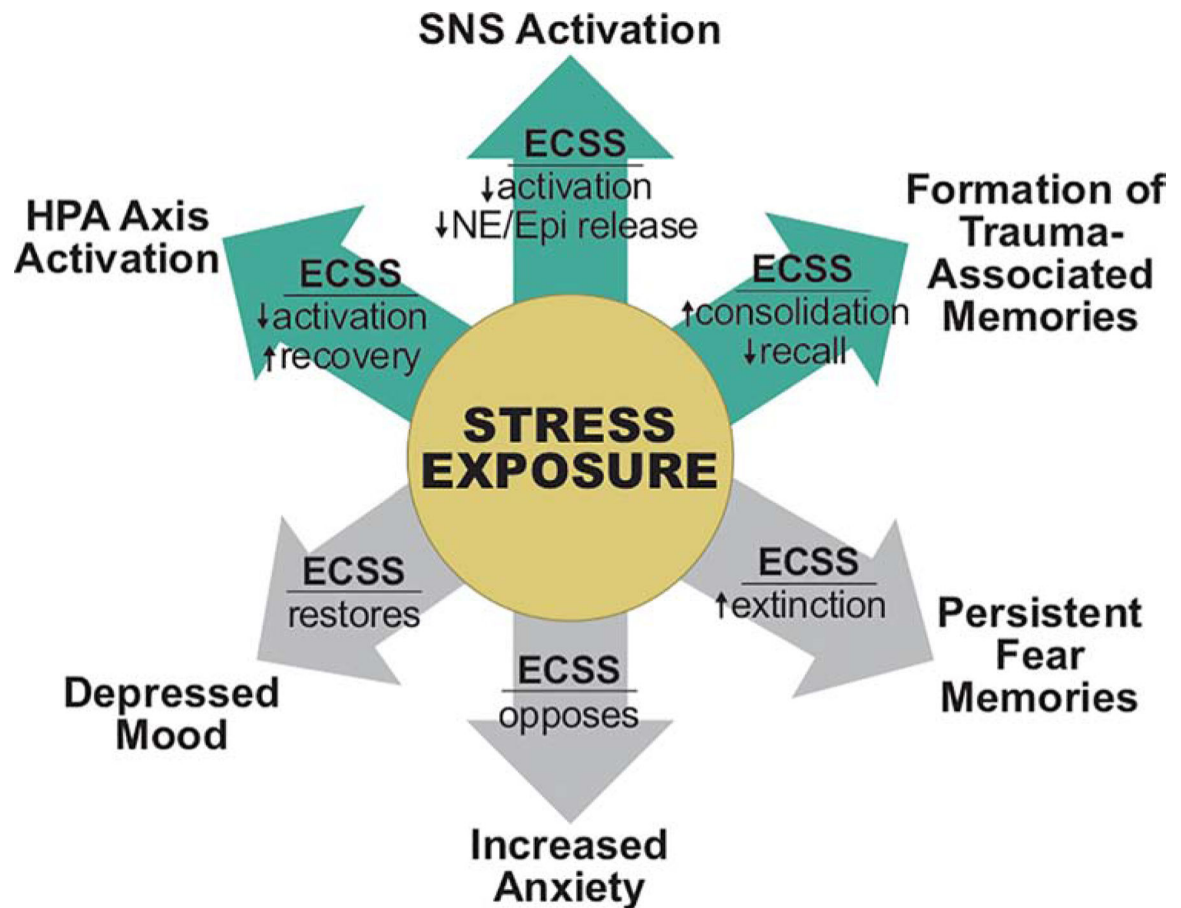 SNS Activation
ECSS
↓activation
↓NE/Epi release
HPA Axis
Activation
ECSS
↓activation
↑recovery
Formation of
Trauma-
Associated
Memories
ECSS
↑consolidation
↓recall
STRESS
EXPOSURE
ECSS
restores
Depressed
Mood
ECSS
opposes
Increased
Anxiety
ECSS
↑extinction
Persistent
Fear
Memories